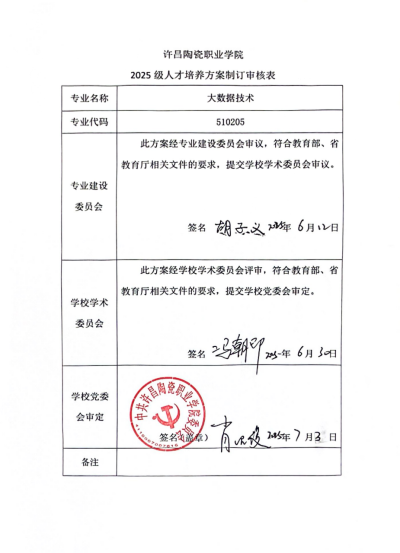 许昌陶瓷职业学院
2025 级人才培养方案制订审核表
专业名称
大数据技术
专业代码
510205
专业建设
委员会
此方案经专业建设委员会审议，符合教育部、省
教育厅相关文件的要求，提交学校学术委员会审议。
签名 2025年 6月12日
学校学术
委员会
此方案经学校学术委员会评审，符合教育部、省
教育厅相关文件的要求，提交学校党委会审定。
签名 冯朝印 2025年 6月30日
学校党委
会审定
中共许昌陶瓷职业学院委员会
签名（盖章） 2025年7月3日
备注